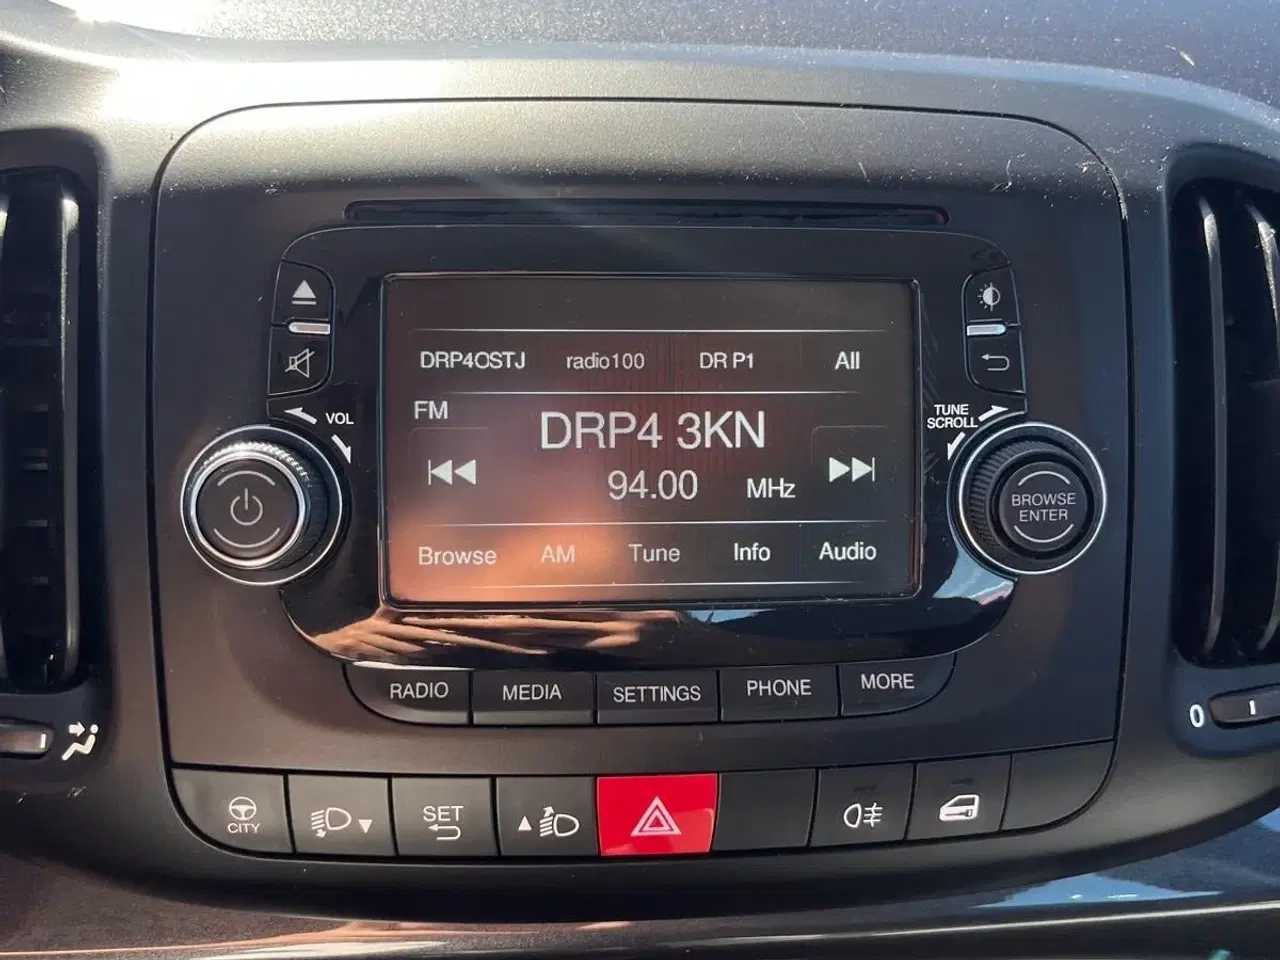 DRP4OSTJ radio100 DR P1 All
FM
DRP4 3KN
94.00 MHz
Browse AM Tune Info Audio
VOL
TUNE
SCROLL
BROWSE
ENTER
RADIO MEDIA SETTINGS PHONE MORE
0
CITY
SET